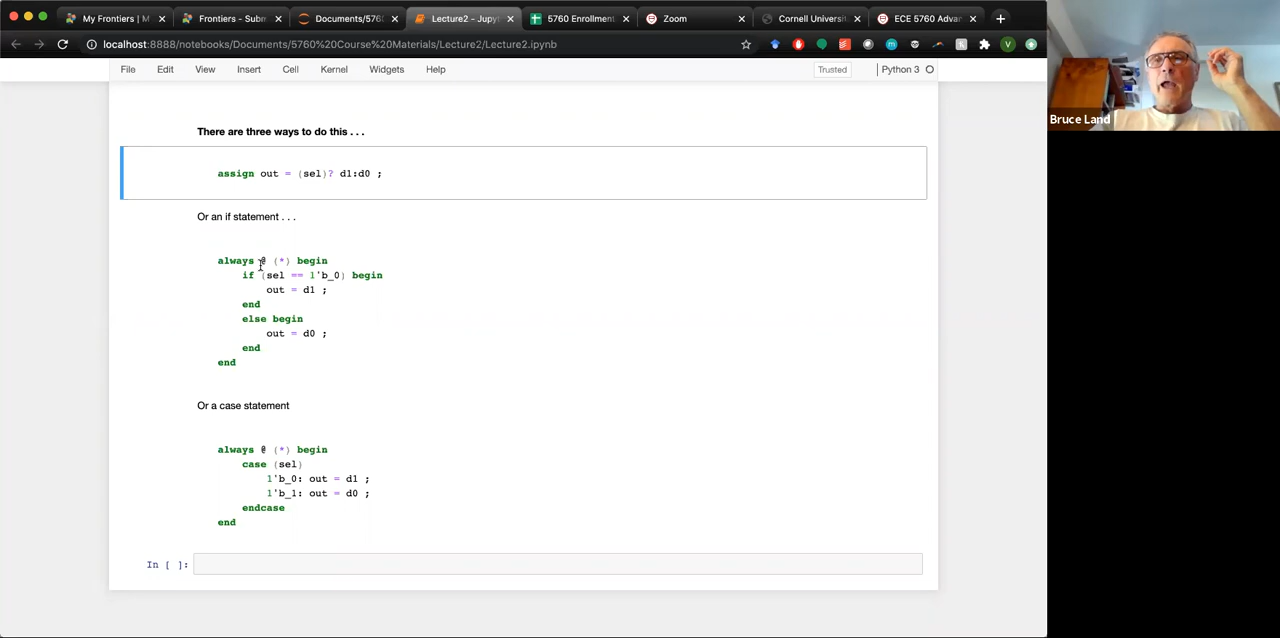 My Frontiers | M
Frontiers - Subm
Documents/5760
Lecture2 - Jupyt
5760 Enrollment
Zoom
Cornell Universit
ECE 5760 Advan
localhost:8888/notebooks/Documents/5760%20Course%20Materials/Lecture2/Lecture2.ipynb
V
File Edit View Insert Cell Kernel Widgets Help
Trusted
Python 3
There are three ways to do this . . .
assign out = (sel)? d1:d0 ;
Or an if statement . . .
always @ (*) begin
if (sel == 1'b_0) begin
out = d1 ;
end
else begin
out = d0 ;
end
end
Or a case statement
always @ (*) begin
case (sel)
1'b_0: out = d1 ;
1'b_1: out = d0 ;
endcase
end
In [ ]:
Bruce Land